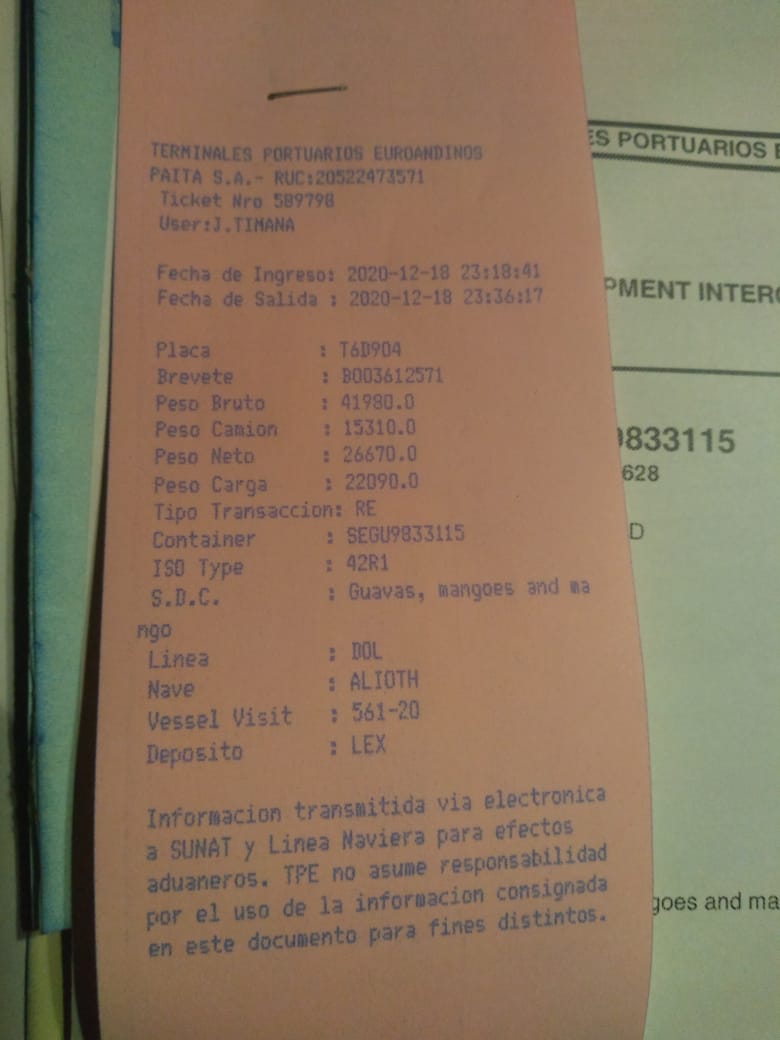 TERMINALES PORTUARIOS EUROANDINOS
PAITA S.A.- RUC:20522473571
Ticket Nro 589798
User:J.TIMANA
Fecha de Ingreso: 2020-12-18 23:18:41
Fecha de Salida : 2020-12-18 23:36:17
Placa : T6D904
Brevete : B003612571
Peso Bruto : 41980.0
Peso Camion : 15310.0
Peso Neto : 26670.0
Peso Carga : 22090.0
Tipo Transaccion: RE
Container : SEGU9833115
ISO Type : 42R1
S.D.C. : Guavas, mangoes and ma
ngo
Linea : DOL
Nave : ALIOTH
Vessel Visit : 561-20
Deposito : LEX
Informacion transmitida via electronica
a SUNAT y Linea Naviera para efectos
aduaneros. TPE no asume responsabilidad
por el uso de la informacion consignada
en este documento para fines distintos.
ES PORTUARIOS E
PMENT INTERC
9833115
628
D
goes and ma